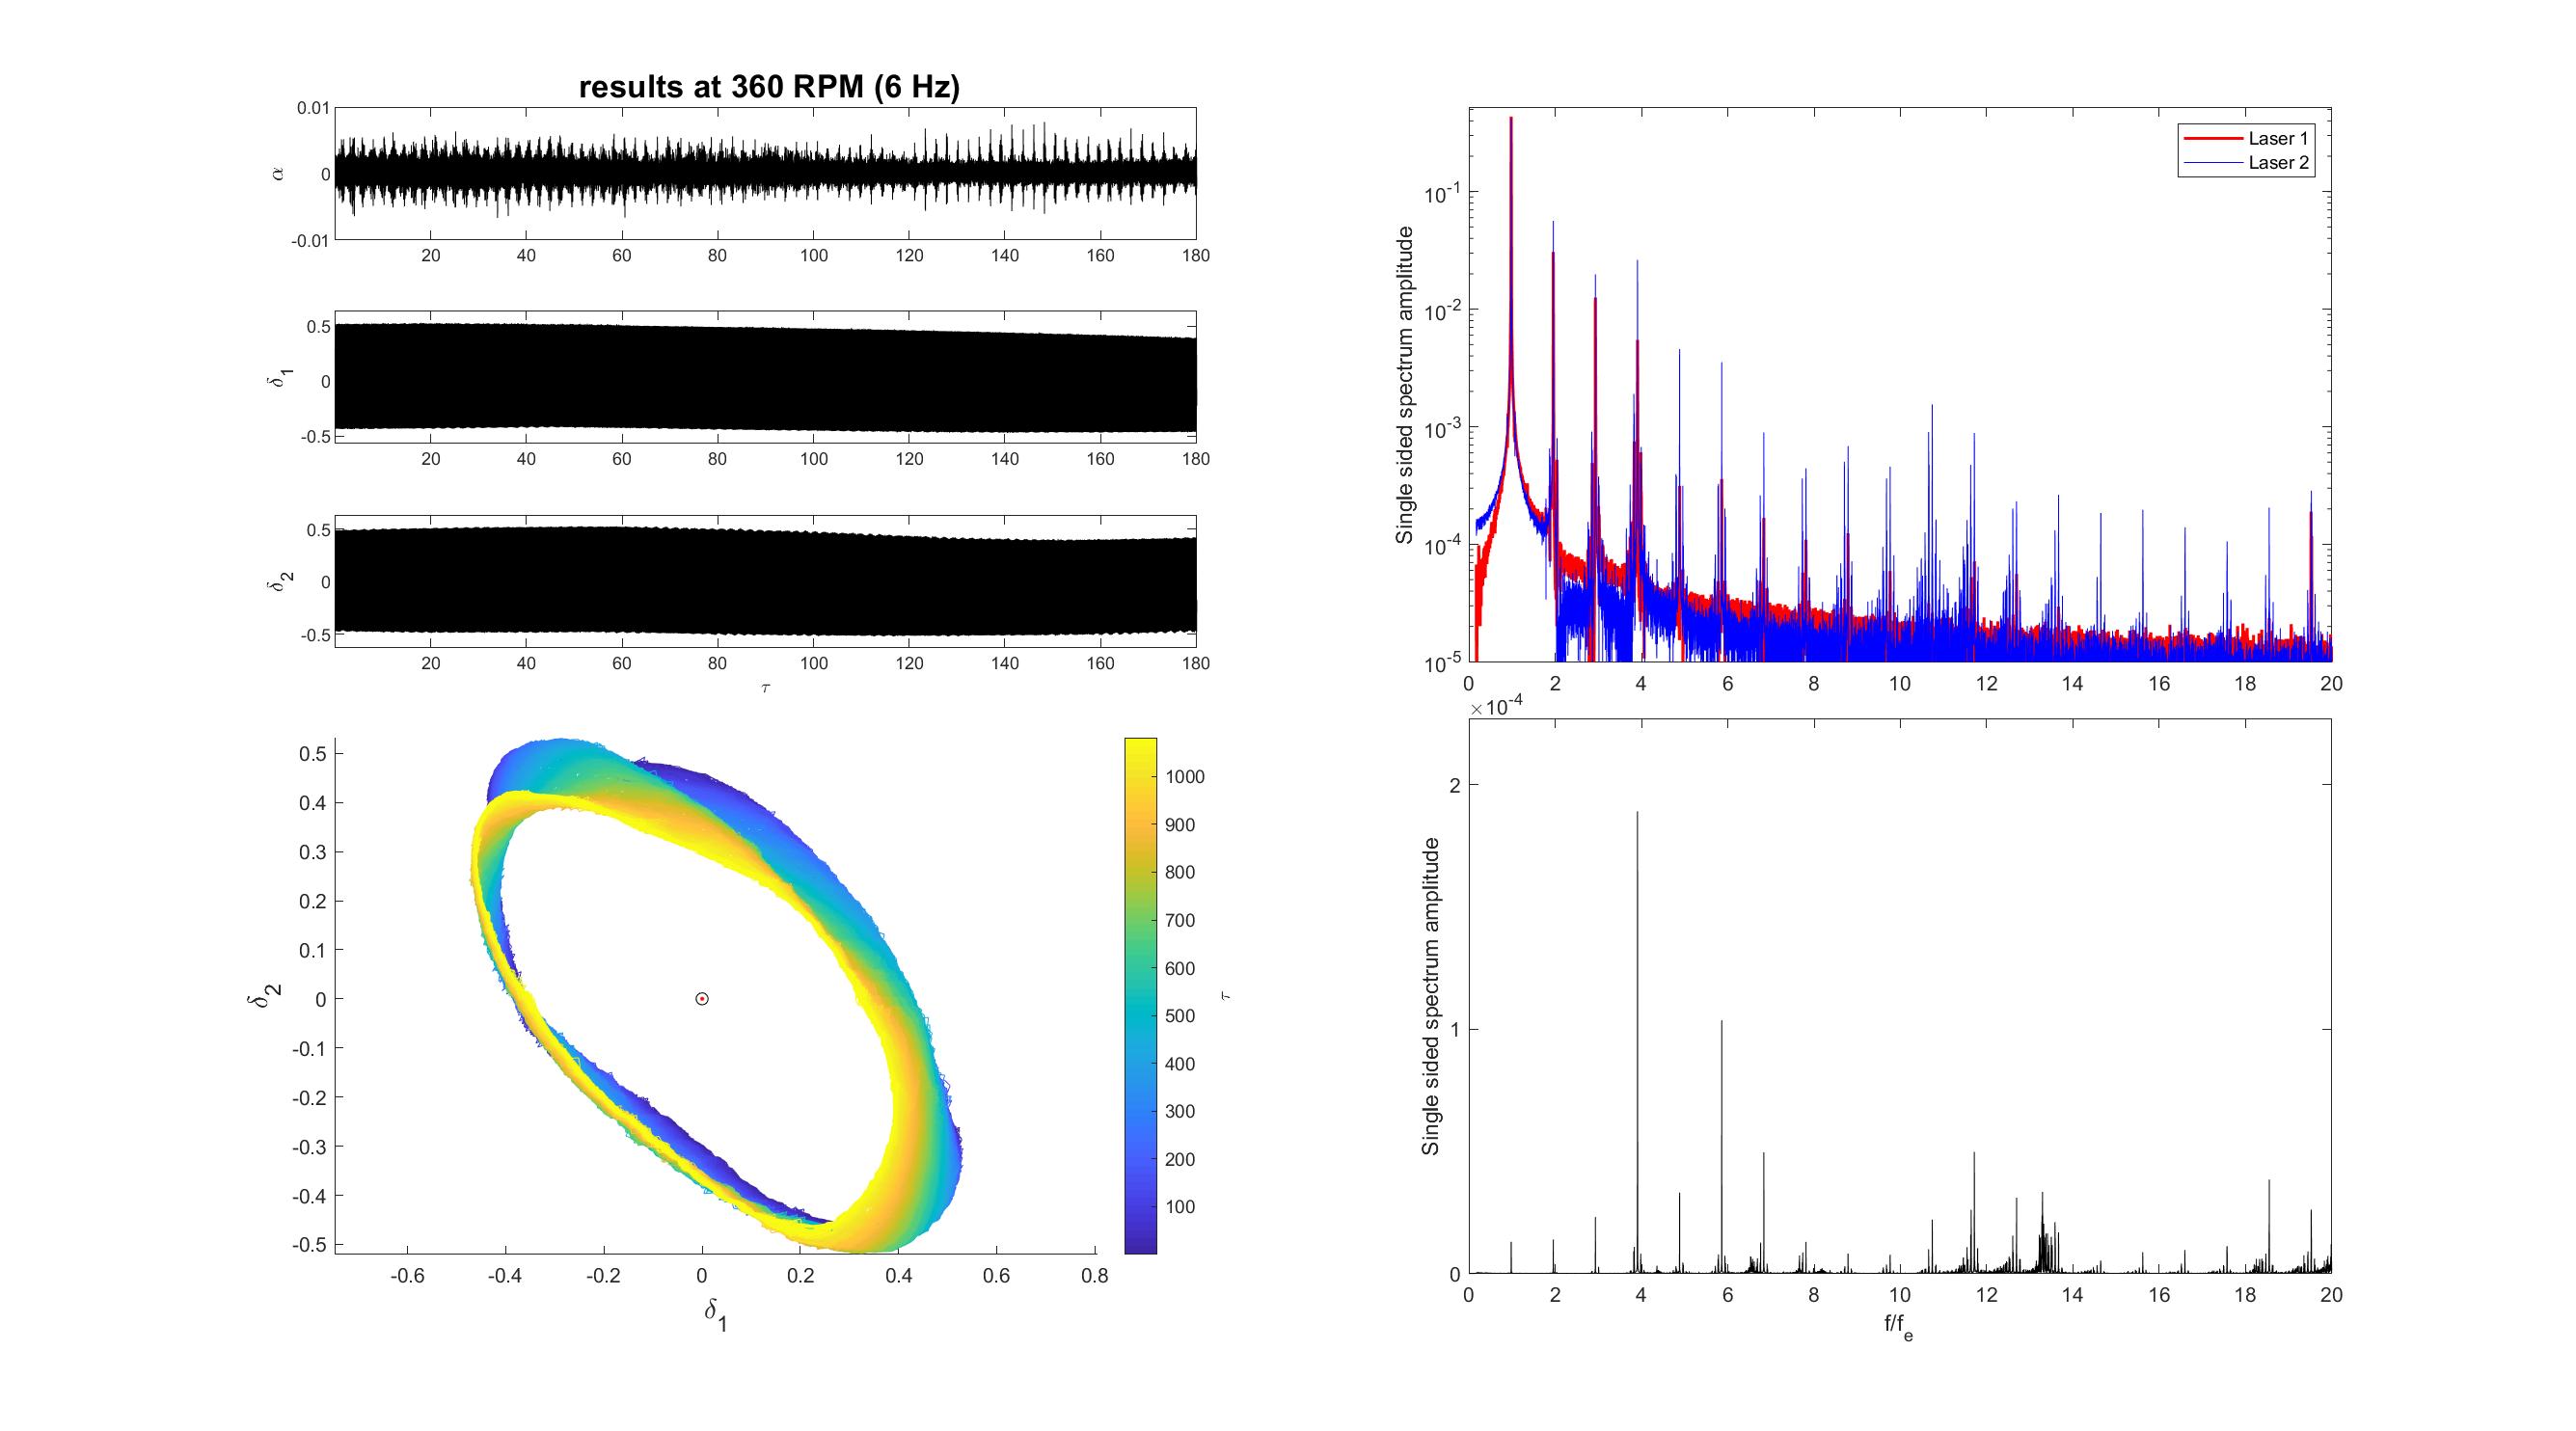 results at 360 RPM (6 Hz)
0.01
α
0
-0.01
20 40 60 80 100 120 140 160 180
0.5
δ1
0
-0.5
20 40 60 80 100 120 140 160 180
0.5
δ2
0
-0.5
20 40 60 80 100 120 140 160 180
τ
0.5
0.4
0.3
0.2
0.1
0
-0.1
-0.2
-0.3
-0.4
-0.5
δ2
-0.6 -0.4 -0.2 0 0.2 0.4 0.6 0.8
δ1
1000
900
800
700
600
500
400
300
200
100
τ
Laser 1
Laser 2
Single sided spectrum amplitude
10-1
10-2
10-3
10-4
10-5
0 2 4 6 8 10 12 14 16 18 20
×10-4
Single sided spectrum amplitude
2
1
0
0 2 4 6 8 10 12 14 16 18 20
f/fe